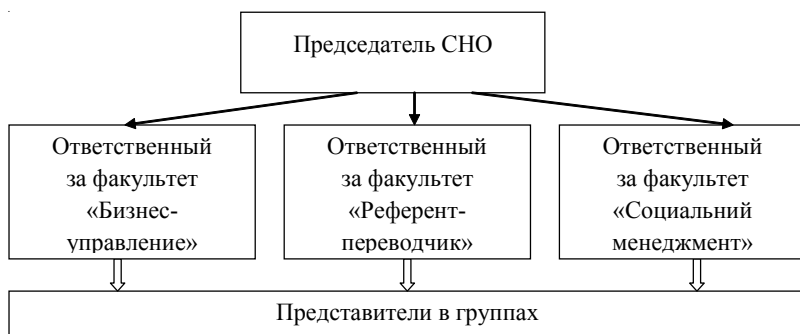 Председатель СНО
Ответственный
за факультет
«Бизнес-
управление»
Ответственный
за факультет
«Референт-
переводчик»
Ответственный
за факультет
«Социальний
менеджмент»
Представители в группах